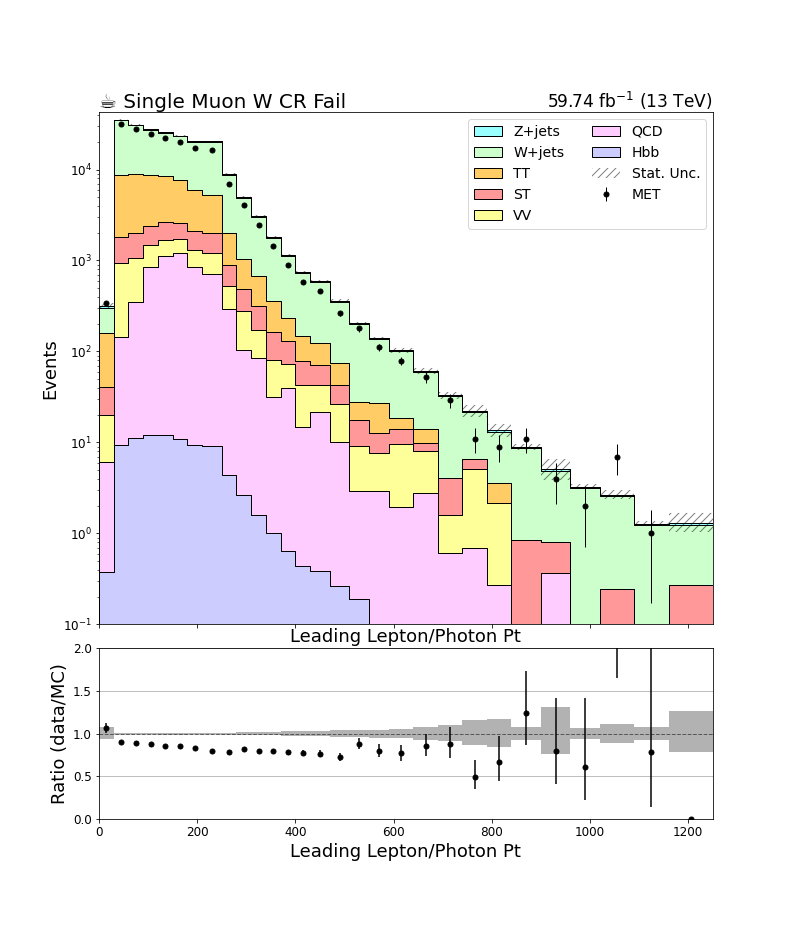 ☕ Single Muon W CR Fail 59.74 fb⁻¹ (13 TeV)
Z+jets
W+jets
TT
ST
VV
QCD
Hbb
Stat. Unc.
MET
Events
10⁴
10³
10²
10¹
10⁰
10⁻¹
Leading Lepton/Photon Pt
Ratio (data/MC)
2.0
1.5
1.0
0.5
0.0
0 200 400 600 800 1000 1200
Leading Lepton/Photon Pt